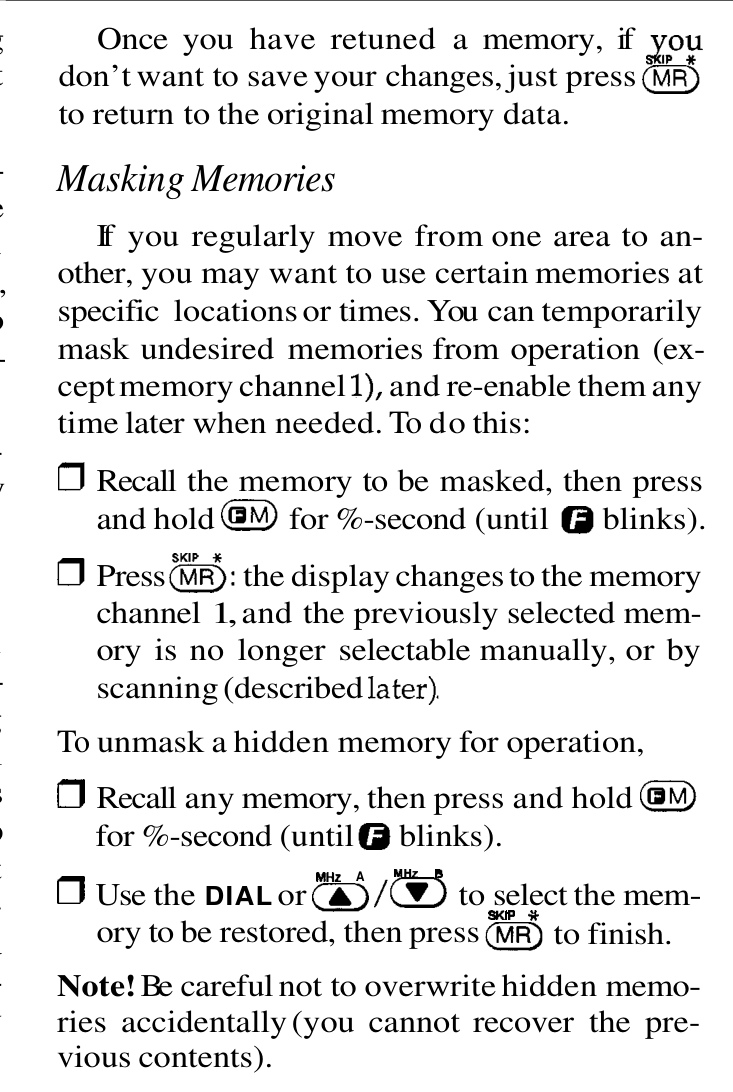 Once you have retuned a memory, if you
don't want to save your changes, just press SKIP * MR
to return to the original memory data.
Masking Memories
If you regularly move from one area to an-
other, you may want to use certain memories at
specific locations or times. You can temporarily
mask undesired memories from operation (ex-
cept memory channel 1), and re-enable them any
time later when needed. To do this:
❒ Recall the memory to be masked, then press
and hold FM for %-second (until F blinks).
❒ Press SKIP * MR: the display changes to the memory
channel 1, and the previously selected mem-
ory is no longer selectable manually, or by
scanning (described later).
To unmask a hidden memory for operation,
❒ Recall any memory, then press and hold FM
for %-second (until F blinks).
❒ Use the DIAL or MHz A ▲ / MHz B ▼ to select the mem-
ory to be restored, then press SKIP * MR to finish.
Note! Be careful not to overwrite hidden memo-
ries accidentally (you cannot recover the pre-
vious contents).